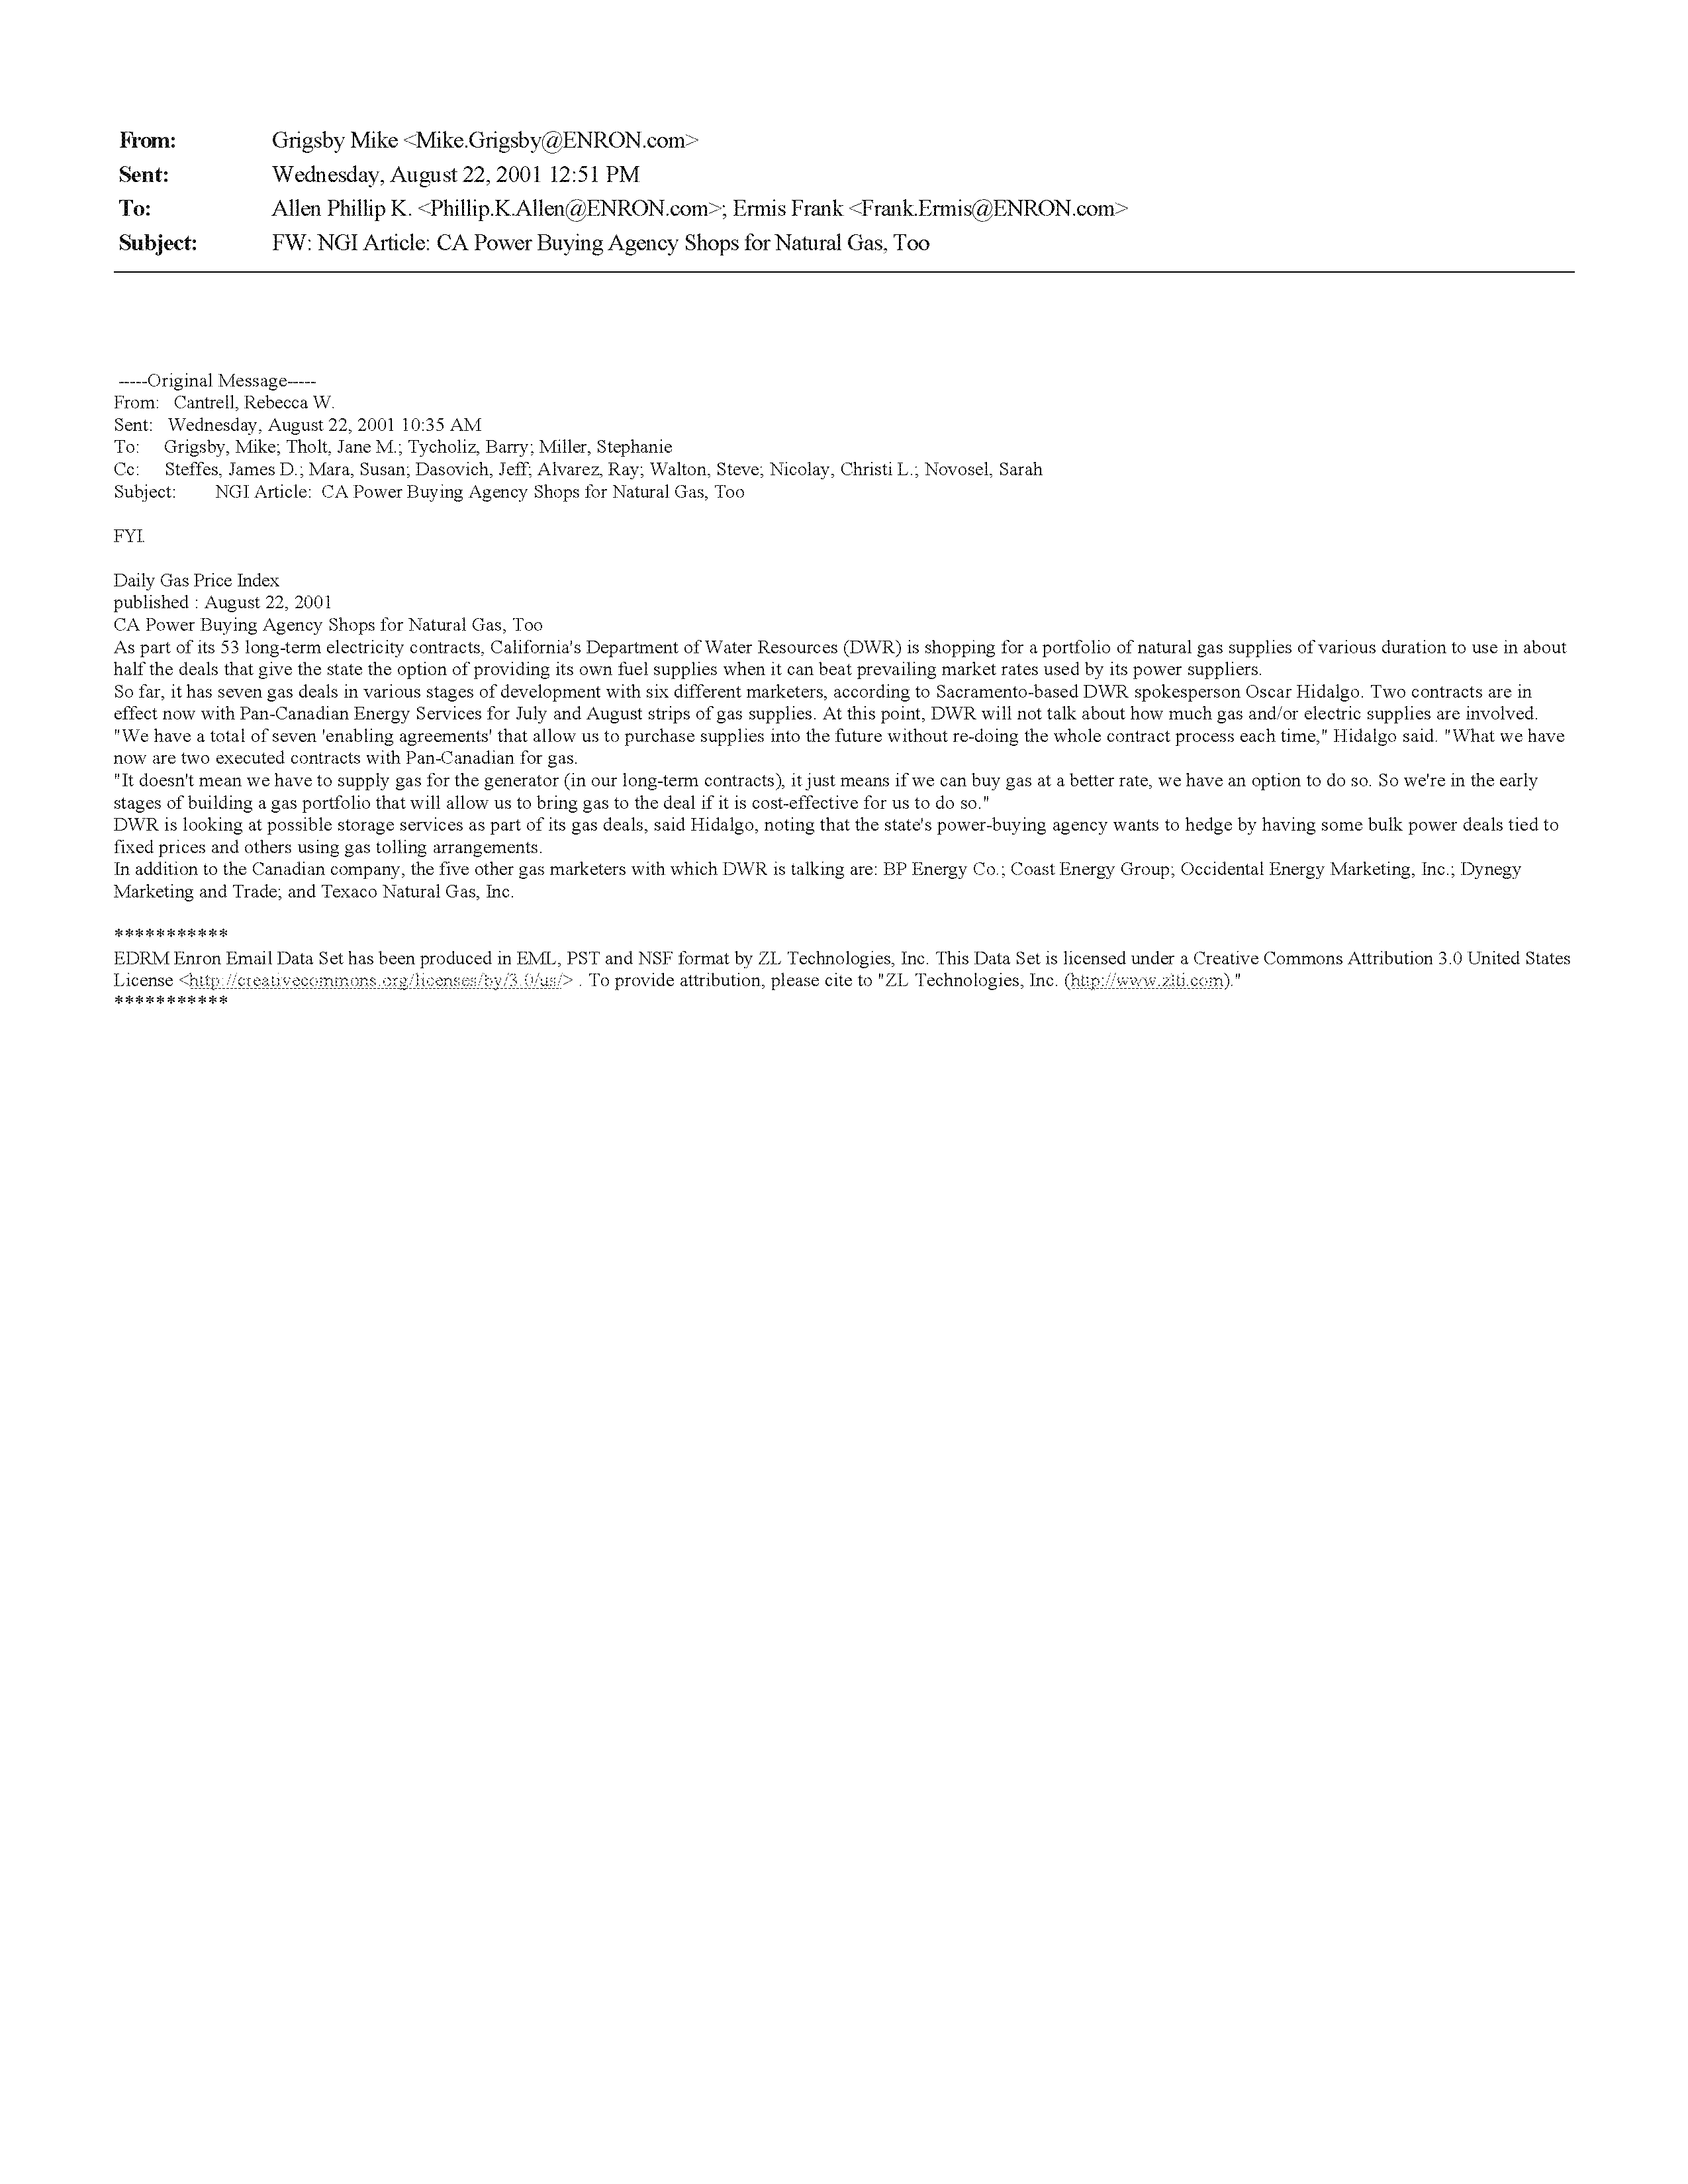 From: Grigsby Mike <Mike.Grigsby@ENRON.com>
Sent: Wednesday, August 22, 2001 12:51 PM
To: Allen Phillip K. <Phillip.K.Allen@ENRON.com>; Ermis Frank <Frank.Ermis@ENRON.com>
Subject: FW: NGI Article: CA Power Buying Agency Shops for Natural Gas, Too
-----Original Message-----
From: Cantrell, Rebecca W.
Sent: Wednesday, August 22, 2001 10:35 AM
To: Grigsby, Mike; Tholt, Jane M.; Tycholiz, Barry; Miller, Stephanie
Cc: Steffes, James D.; Mara, Susan; Dasovich, Jeff; Alvarez, Ray; Walton, Steve; Nicolay, Christi L.; Novosel, Sarah
Subject: NGI Article: CA Power Buying Agency Shops for Natural Gas, Too
FYI.
Daily Gas Price Index
published : August 22, 2001
CA Power Buying Agency Shops for Natural Gas, Too
As part of its 53 long-term electricity contracts, California's Department of Water Resources (DWR) is shopping for a portfolio of natural gas supplies of various duration to use in about
half the deals that give the state the option of providing its own fuel supplies when it can beat prevailing market rates used by its power suppliers.
So far, it has seven gas deals in various stages of development with six different marketers, according to Sacramento-based DWR spokesperson Oscar Hidalgo. Two contracts are in
effect now with Pan-Canadian Energy Services for July and August strips of gas supplies. At this point, DWR will not talk about how much gas and/or electric supplies are involved.
"We have a total of seven 'enabling agreements' that allow us to purchase supplies into the future without re-doing the whole contract process each time," Hidalgo said. "What we have
now are two executed contracts with Pan-Canadian for gas.
"It doesn't mean we have to supply gas for the generator (in our long-term contracts), it just means if we can buy gas at a better rate, we have an option to do so. So we're in the early
stages of building a gas portfolio that will allow us to bring gas to the deal if it is cost-effective for us to do so."
DWR is looking at possible storage services as part of its gas deals, said Hidalgo, noting that the state's power-buying agency wants to hedge by having some bulk power deals tied to
fixed prices and others using gas tolling arrangements.
In addition to the Canadian company, the five other gas marketers with which DWR is talking are: BP Energy Co.; Coast Energy Group; Occidental Energy Marketing, Inc.; Dynegy
Marketing and Trade; and Texaco Natural Gas, Inc.
***********
EDRM Enron Email Data Set has been produced in EML, PST and NSF format by ZL Technologies, Inc. This Data Set is licensed under a Creative Commons Attribution 3.0 United States
License <http://creativecommons.org/licenses/by/3.0/us/> . To provide attribution, please cite to "ZL Technologies, Inc. (http://www.zlti.com)."
***********